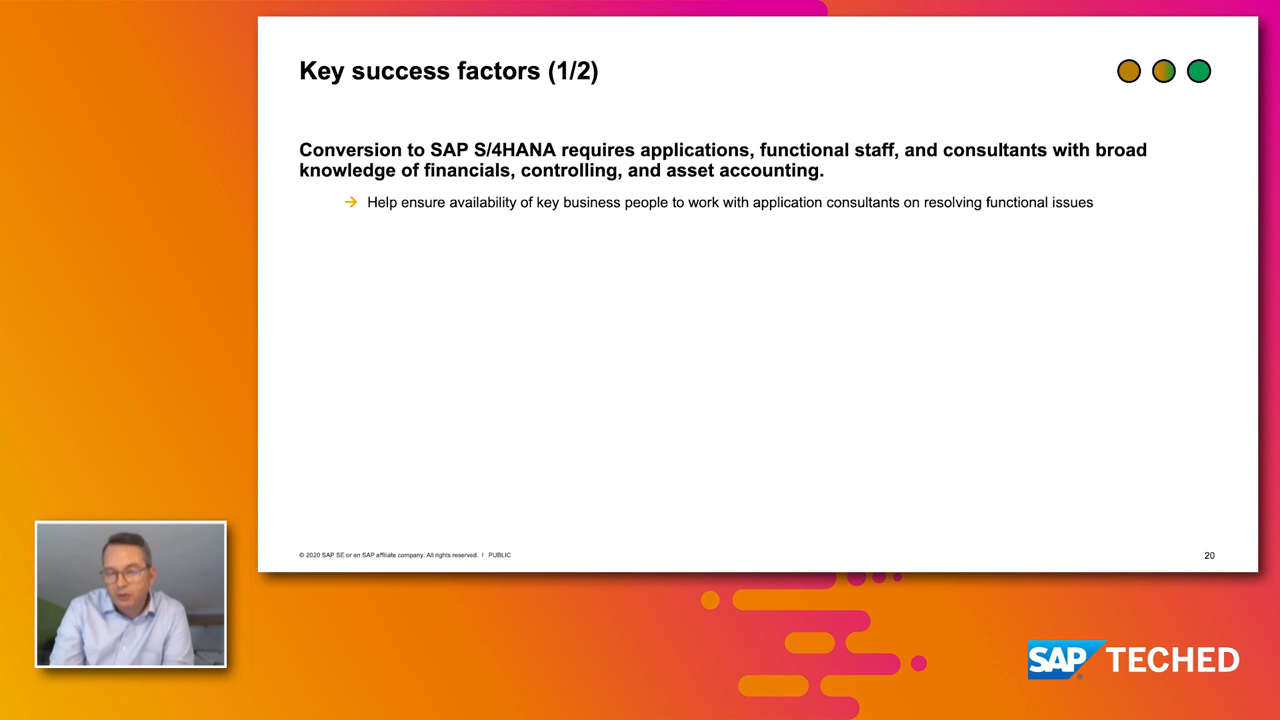 Key success factors (1/2)
Conversion to SAP S/4HANA requires applications, functional staff, and consultants with broad
knowledge of financials, controlling, and asset accounting.
→ Help ensure availability of key business people to work with application consultants on resolving functional issues
© 2020 SAP SE or an SAP affiliate company. All rights reserved. | PUBLIC
20
SAP TECHED